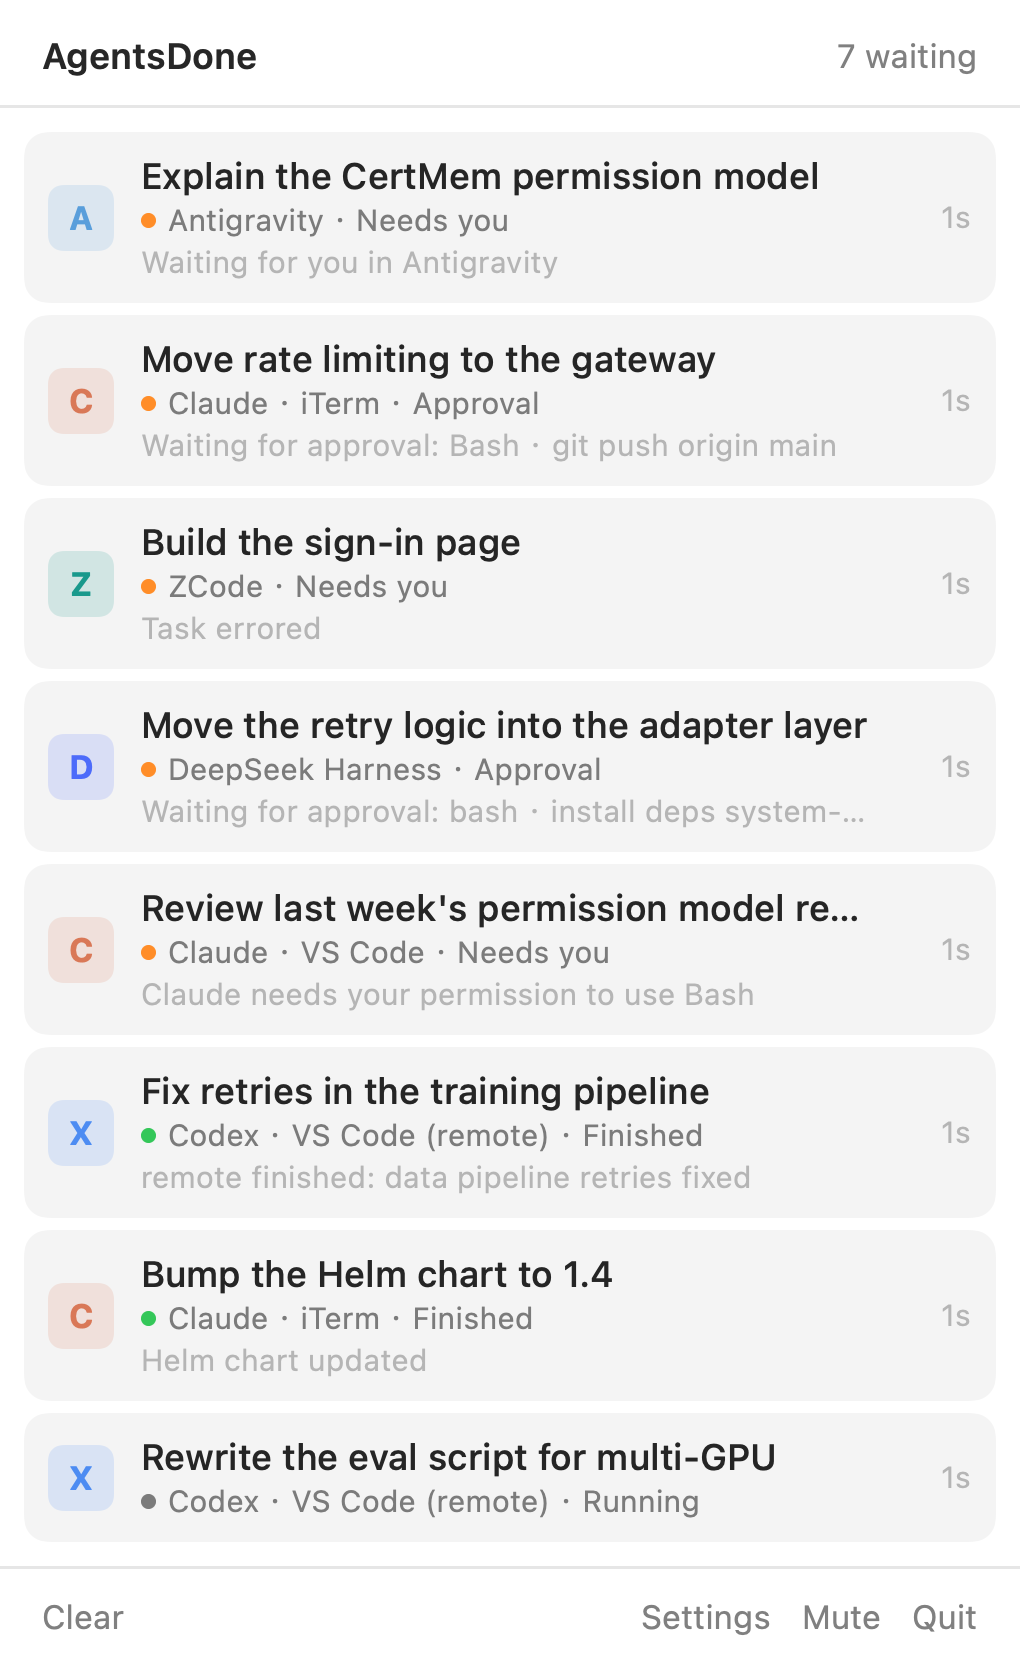 AgentsDone
7 waiting
Explain the CertMem permission model
A
Antigravity · Needs you
1s
Waiting for you in Antigravity
Move rate limiting to the gateway
C
Claude · iTerm · Approval
1s
Waiting for approval: Bash · git push origin main
Build the sign-in page
Z
ZCode · Needs you
1s
Task errored
Move the retry logic into the adapter layer
D
DeepSeek Harness · Approval
1s
Waiting for approval: bash · install deps system-...
Review last week's permission model re...
C
Claude · VS Code · Needs you
1s
Claude needs your permission to use Bash
Fix retries in the training pipeline
X
Codex · VS Code (remote) · Finished
1s
remote finished: data pipeline retries fixed
Bump the Helm chart to 1.4
C
Claude · iTerm · Finished
1s
Helm chart updated
Rewrite the eval script for multi-GPU
X
Codex · VS Code (remote) · Running
1s
Clear
Settings
Mute
Quit